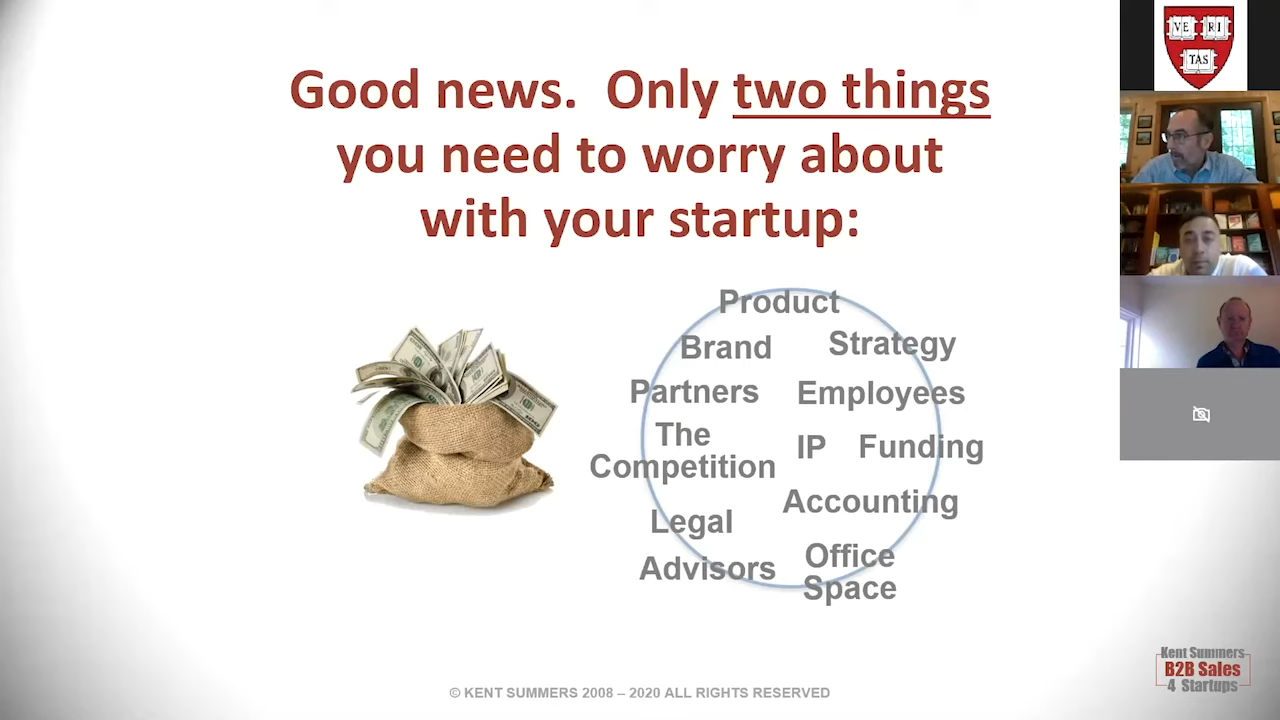 Good news. Only two things
you need to worry about
with your startup:
Product
Brand
Strategy
Partners
Employees
The
Competition
IP
Funding
Accounting
Legal
Advisors
Office
Space
© KENT SUMMERS 2008 – 2020 ALL RIGHTS RESERVED
Kent Summers
B2B Sales
4 Startups
VE RI
TAS